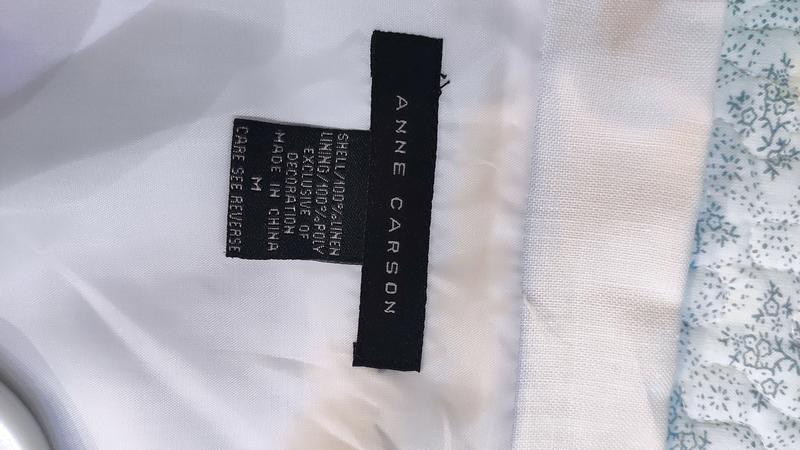 ANNE CARSON
SHELL/100%LINEN
LINING/100%POLY
EXCLUSIVE OF
DECORATION
MADE IN CHINA
M
CARE SEE REVERSE